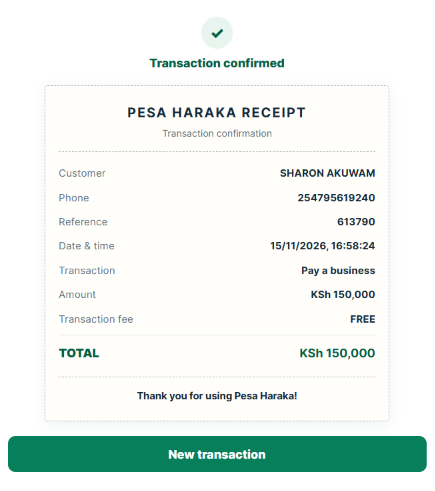 Transaction confirmed
PESA HARAKA RECEIPT
Transaction confirmation
Customer SHARON AKUWAM
Phone 254795619240
Reference 613790
Date & time 15/11/2026, 16:58:24
Transaction Pay a business
Amount KSh 150,000
Transaction fee FREE
TOTAL KSh 150,000
Thank you for using Pesa Haraka!
New transaction